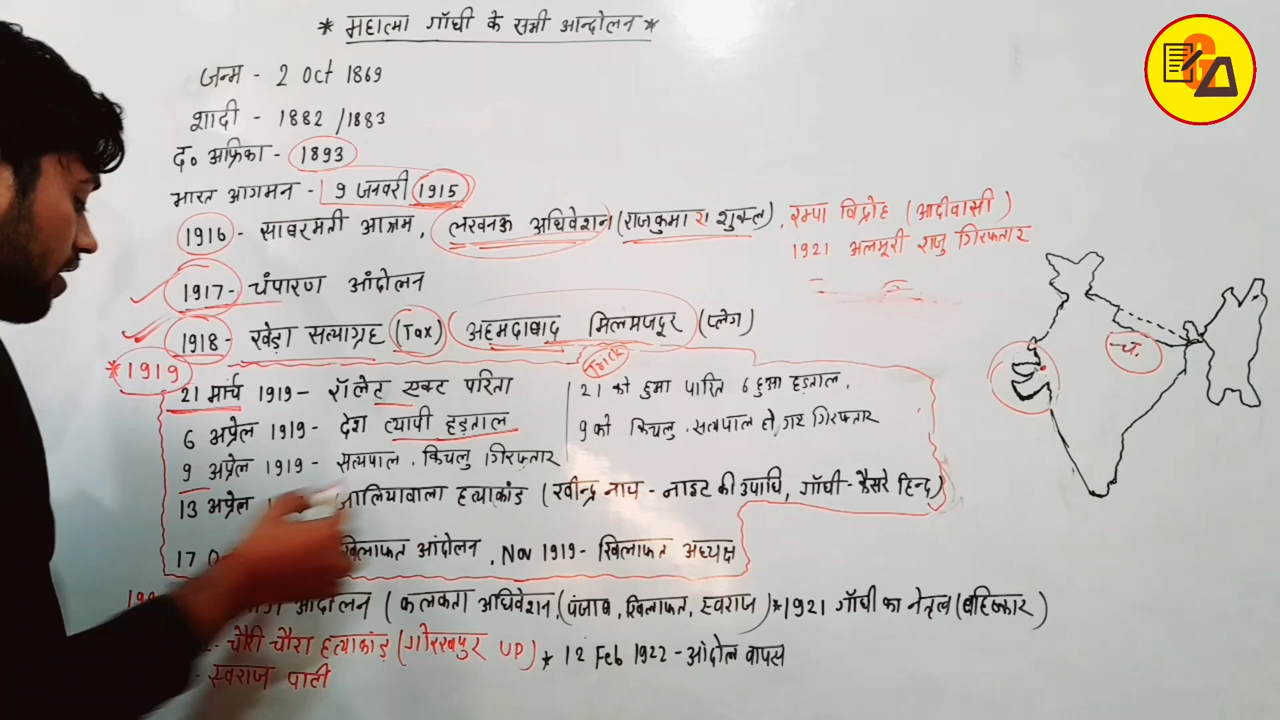 * महात्मा गाँधी के सभी आन्दोलन *
जन्म - 2 Oct 1869
शादी - 1882 /1883
द० अफ्रिका - 1893
भारत आगमन - 9 जनवरी 1915
1916 - साबरमती आश्रम, लखनऊ अधिवेशन (राजकुमार शुक्ल), रम्पा विद्रोह (आदीवासी)
1921 अलमूरी राजु गिरफ्तार
1917 - चंपारण आंदोलन
1918 - खेड़ा सत्याग्रह (Tax) (अहमदाबाद मिलमजदूर (प्लेग)
* 1919
Trick
21 मार्च 1919 - रॉलेट एक्ट परिता
21 को हुआ पारित 6 हुआ हड़ताल,
6 अप्रेल 1919 - देश व्यापी हड़ताल
9 को किचलु, सत्यपाल हो गए गिरफ्तार
9 अप्रेल 1919 - सत्यपाल, किचलु गिरफ्तार
13 अप्रेल जालियावाला हत्याकांड (रवीन्द्र नाथ - नाइट की उपाधि, गाँधी - कैसरे हिन्द)
17 खिलाफत आंदोलन, Nov 1919 - खिलाफत अध्यक्ष
आंदोलन (कलकता अधिवेशन, (पंजाब, खिलाफत, स्वराज) * 1921 गाँधी का नेतृत्व (बहिष्कार)
- चौरी चौरा हत्याकांड़ (गोरखपुर UP) * 12 Feb 1922 - आंदोल वापस
- स्वराज पार्टी
च.